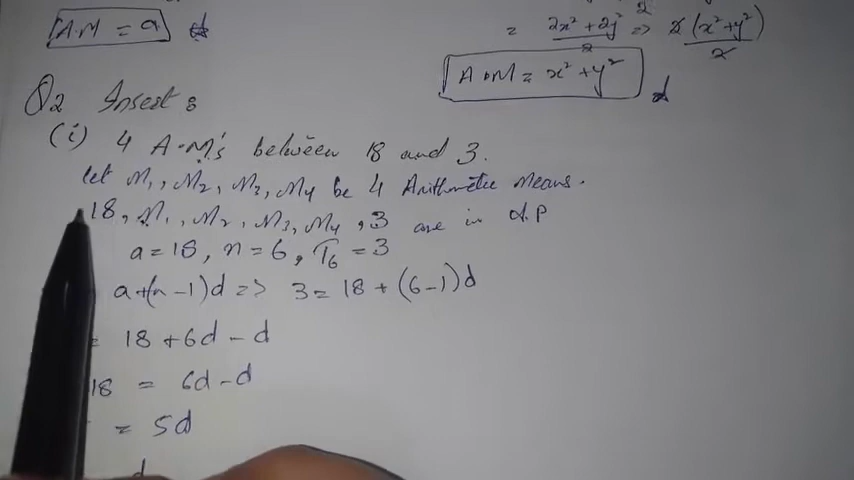 A.M = a
= 2x² + 2y² / 2 => 2(x² + y²) / 2
A.M = x² + y²
Q2 Insert :
(i) 4 A.M's between 18 and 3.
let M₁, M₂, M₃, M₄ be 4 Arithmetic Means.
18, M₁, M₂, M₃, M₄, 3 are in A.P
a = 18, n = 6, T₆ = 3
a+(n-1)d => 3 = 18 + (6-1)d
= 18 + 6d - d
18 = 6d - d
= 5d
d